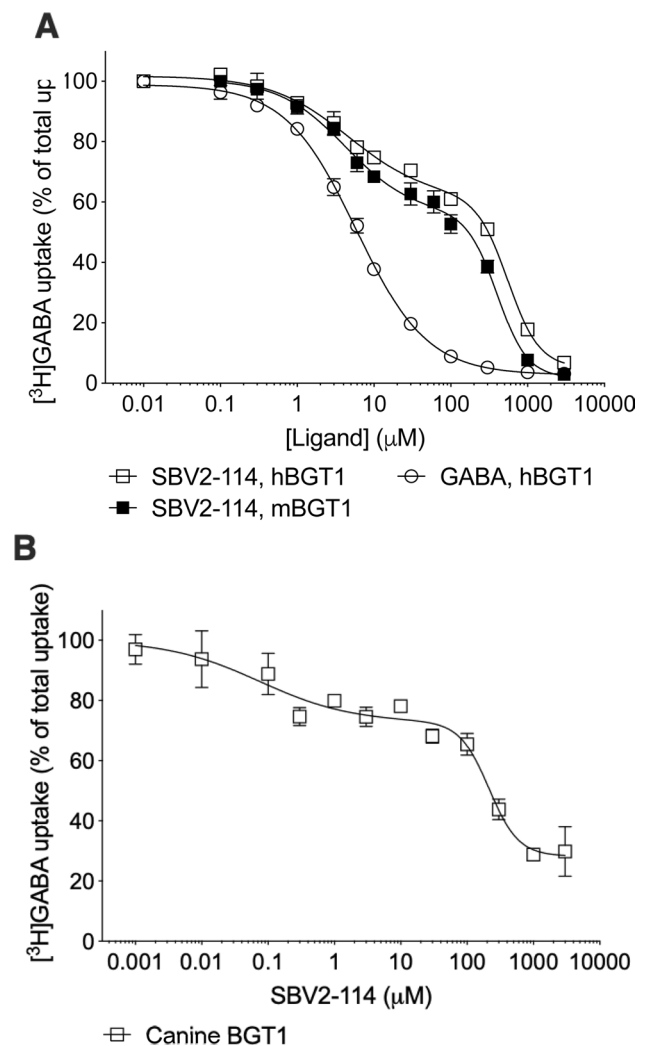 A
[³H]GABA uptake (% of total up
100
80
60
40
20
0
0.01 0.1 1 10 100 1000 10000
[Ligand] (μM)
SBV2-114, hBGT1 GABA, hBGT1
SBV2-114, mBGT1
B
[³H]GABA uptake (% of total uptake)
100
80
60
40
20
0
0.001 0.01 0.1 1 10 100 1000 10000
SBV2-114 (μM)
Canine BGT1